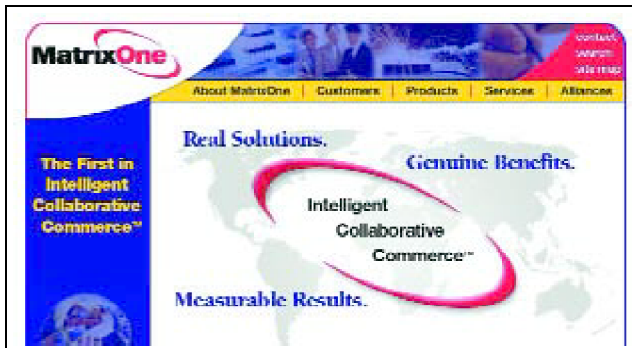 MatrixOne
contact
search
site map
About MatrixOne | Customers | Products | Services | Alliances
Real Solutions.
Genuine Benefits.
The First in
Intelligent
Collaborative
Commerce™
Intelligent
Collaborative
Commerce™
Measurable Results.